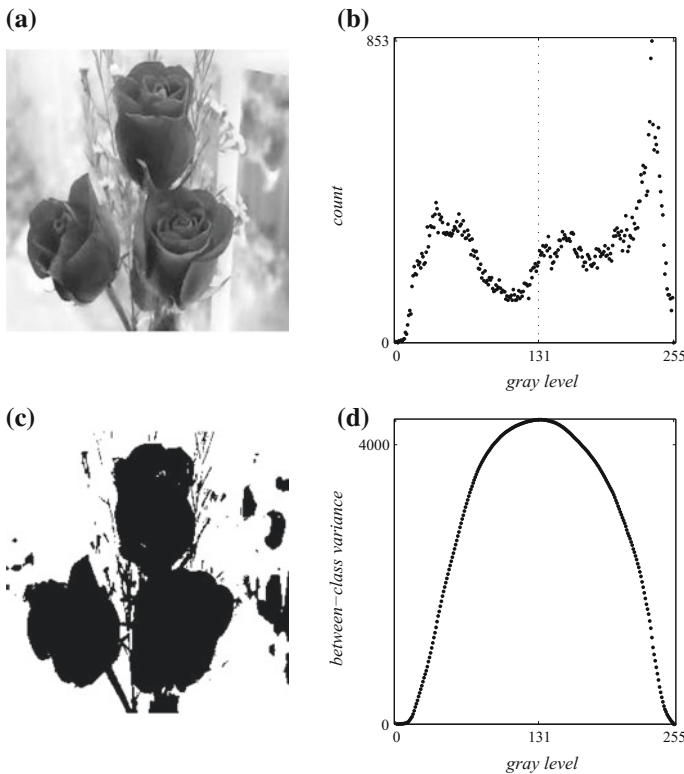 (a)
(b)
853
count
0
0
131
255
gray level
(c)
(d)
4000
between-class variance
0
0
131
255
gray level